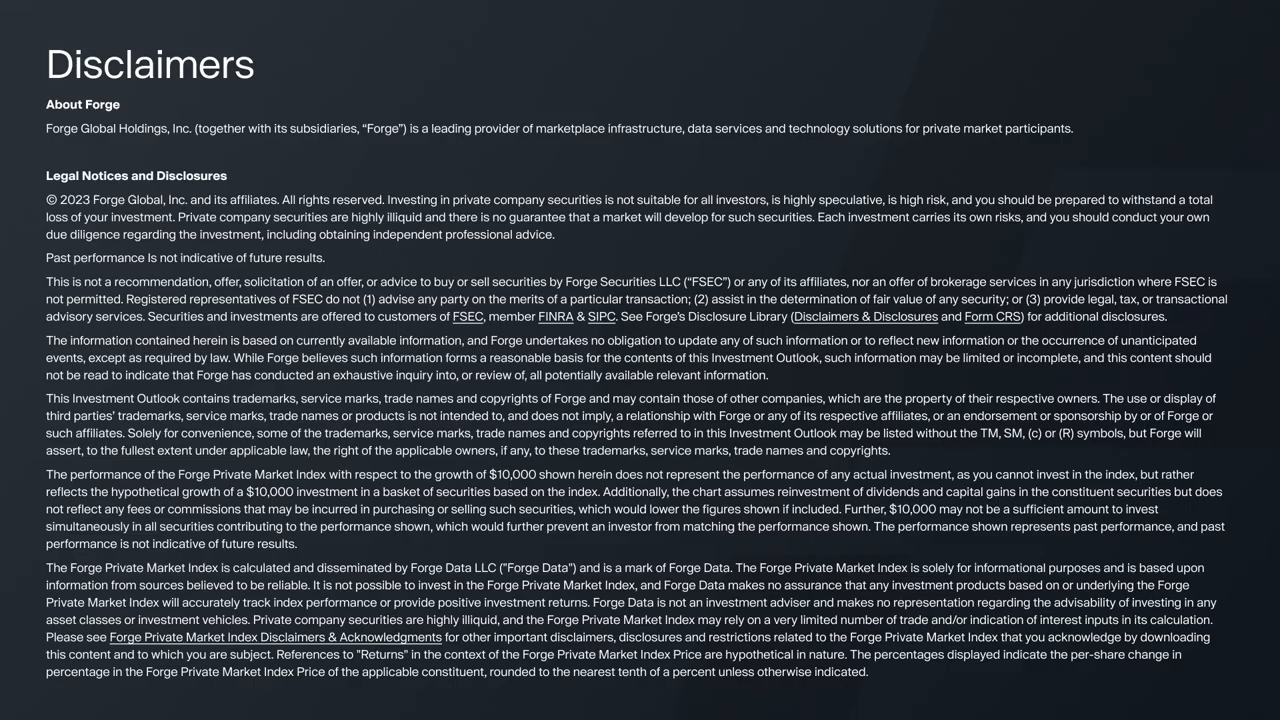 Disclaimers
About Forge
Forge Global Holdings, Inc. (together with its subsidiaries, “Forge”) is a leading provider of marketplace infrastructure, data services and technology solutions for private market participants.
Legal Notices and Disclosures
© 2023 Forge Global, Inc. and its affiliates. All rights reserved. Investing in private company securities is not suitable for all investors, is highly speculative, is high risk, and you should be prepared to withstand a total
loss of your investment. Private company securities are highly illiquid and there is no guarantee that a market will develop for such securities. Each investment carries its own risks, and you should conduct your own
due diligence regarding the investment, including obtaining independent professional advice.
Past performance Is not indicative of future results.
This is not a recommendation, offer, solicitation of an offer, or advice to buy or sell securities by Forge Securities LLC (“FSEC”) or any of its affiliates, nor an offer of brokerage services in any jurisdiction where FSEC is
not permitted. Registered representatives of FSEC do not (1) advise any party on the merits of a particular transaction; (2) assist in the determination of fair value of any security; or (3) provide legal, tax, or transactional
advisory services. Securities and investments are offered to customers of FSEC, member FINRA & SIPC. See Forge’s Disclosure Library (Disclaimers & Disclosures and Form CRS) for additional disclosures.
The information contained herein is based on currently available information, and Forge undertakes no obligation to update any of such information or to reflect new information or the occurrence of unanticipated
events, except as required by law. While Forge believes such information forms a reasonable basis for the contents of this Investment Outlook, such information may be limited or incomplete, and this content should
not be read to indicate that Forge has conducted an exhaustive inquiry into, or review of, all potentially available relevant information.
This Investment Outlook contains trademarks, service marks, trade names and copyrights of Forge and may contain those of other companies, which are the property of their respective owners. The use or display of
third parties’ trademarks, service marks, trade names or products is not intended to, and does not imply, a relationship with Forge or any of its respective affiliates, or an endorsement or sponsorship by or of Forge or
such affiliates. Solely for convenience, some of the trademarks, service marks, trade names and copyrights referred to in this Investment Outlook may be listed without the TM, SM, (c) or (R) symbols, but Forge will
assert, to the fullest extent under applicable law, the right of the applicable owners, if any, to these trademarks, service marks, trade names and copyrights.
The performance of the Forge Private Market Index with respect to the growth of $10,000 shown herein does not represent the performance of any actual investment, as you cannot invest in the index, but rather
reflects the hypothetical growth of a $10,000 investment in a basket of securities based on the index. Additionally, the chart assumes reinvestment of dividends and capital gains in the constituent securities but does
not reflect any fees or commissions that may be incurred in purchasing or selling such securities, which would lower the figures shown if included. Further, $10,000 may not be a sufficient amount to invest
simultaneously in all securities contributing to the performance shown, which would further prevent an investor from matching the performance shown. The performance shown represents past performance, and past
performance is not indicative of future results.
The Forge Private Market Index is calculated and disseminated by Forge Data LLC ("Forge Data") and is a mark of Forge Data. The Forge Private Market Index is solely for informational purposes and is based upon
information from sources believed to be reliable. It is not possible to invest in the Forge Private Market Index, and Forge Data makes no assurance that any investment products based on or underlying the Forge
Private Market Index will accurately track index performance or provide positive investment returns. Forge Data is not an investment adviser and makes no representation regarding the advisability of investing in any
asset classes or investment vehicles. Private company securities are highly illiquid, and the Forge Private Market Index may rely on a very limited number of trade and/or indication of interest inputs in its calculation.
Please see Forge Private Market Index Disclaimers & Acknowledgments for other important disclaimers, disclosures and restrictions related to the Forge Private Market Index that you acknowledge by downloading
this content and to which you are subject. References to "Returns" in the context of the Forge Private Market Index Price are hypothetical in nature. The percentages displayed indicate the per-share change in
percentage in the Forge Private Market Index Price of the applicable constituent, rounded to the nearest tenth of a percent unless otherwise indicated.